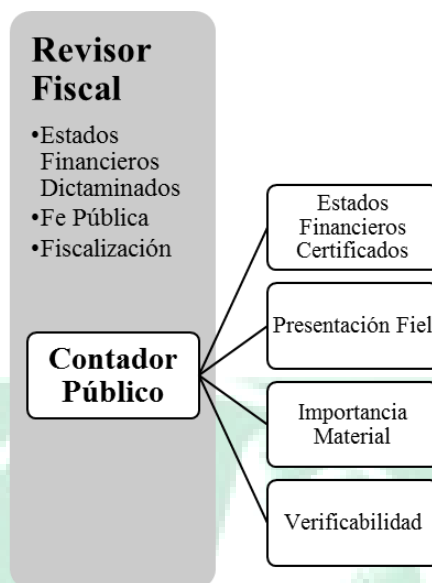 Revisor
Fiscal
•Estados
Financieros
Dictaminados
•Fe Pública
•Fiscalización
Contador
Público
Estados
Financieros
Certificados
Presentación Fiel
Importancia
Material
Verificabilidad